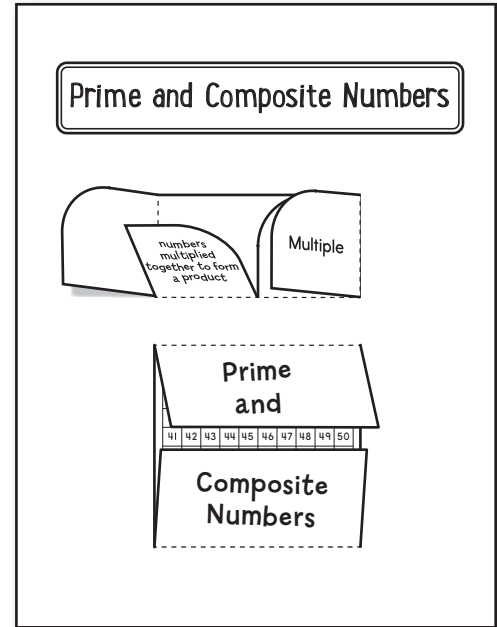 Prime and Composite Numbers
numbers
multiplied
together to form
a product
Multiple
Prime
and
41 42 43 44 45 46 47 48 49 50
Composite
Numbers